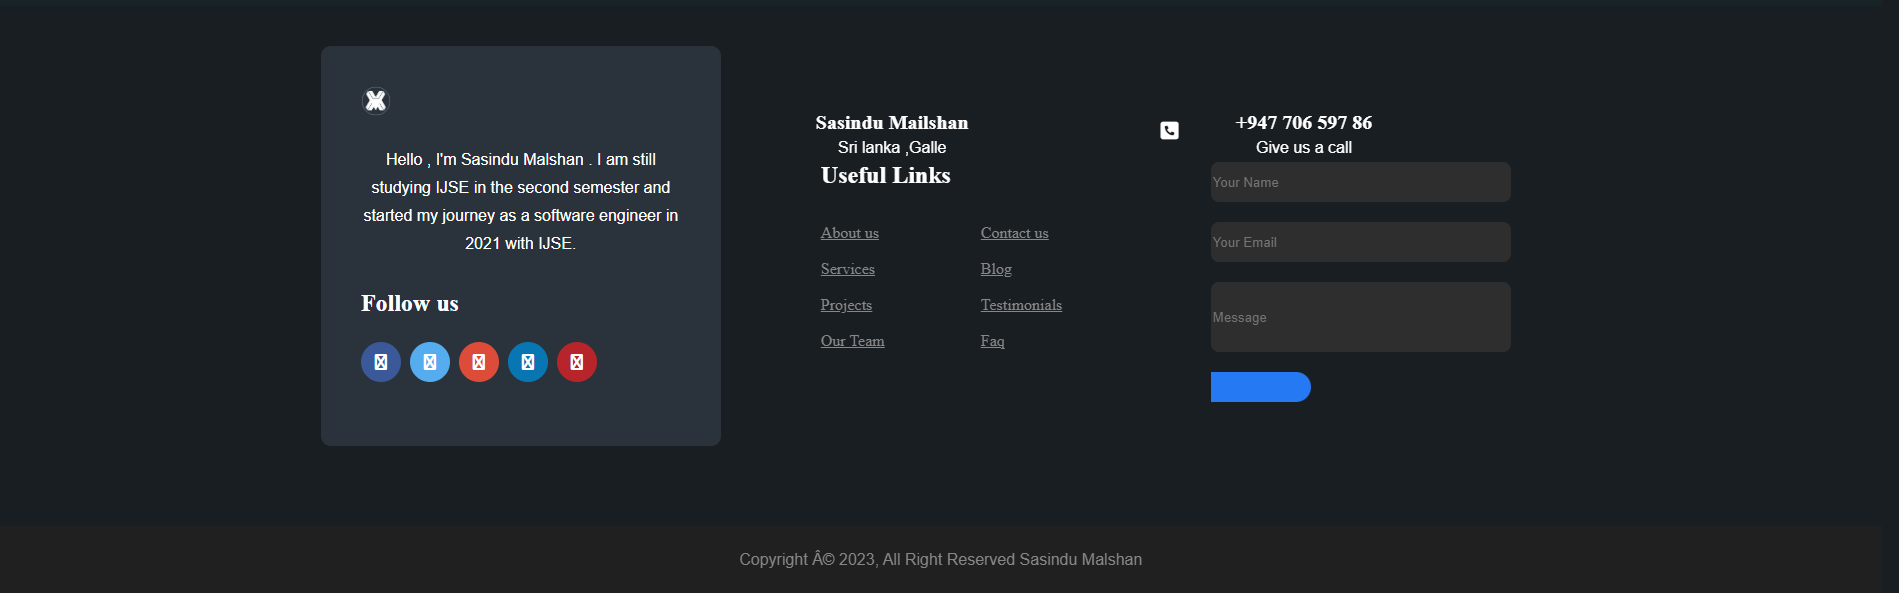 Hello , I'm Sasindu Malshan . I am still
studying IJSE in the second semester and
started my journey as a software engineer in
2021 with IJSE.
Follow us
Sasindu Mailshan
Sri lanka ,Galle
Useful Links
About us
Contact us
Services
Blog
Projects
Testimonials
Our Team
Faq
+947 706 597 86
Give us a call
Your Name
Your Email
Message
Copyright Â© 2023, All Right Reserved Sasindu Malshan